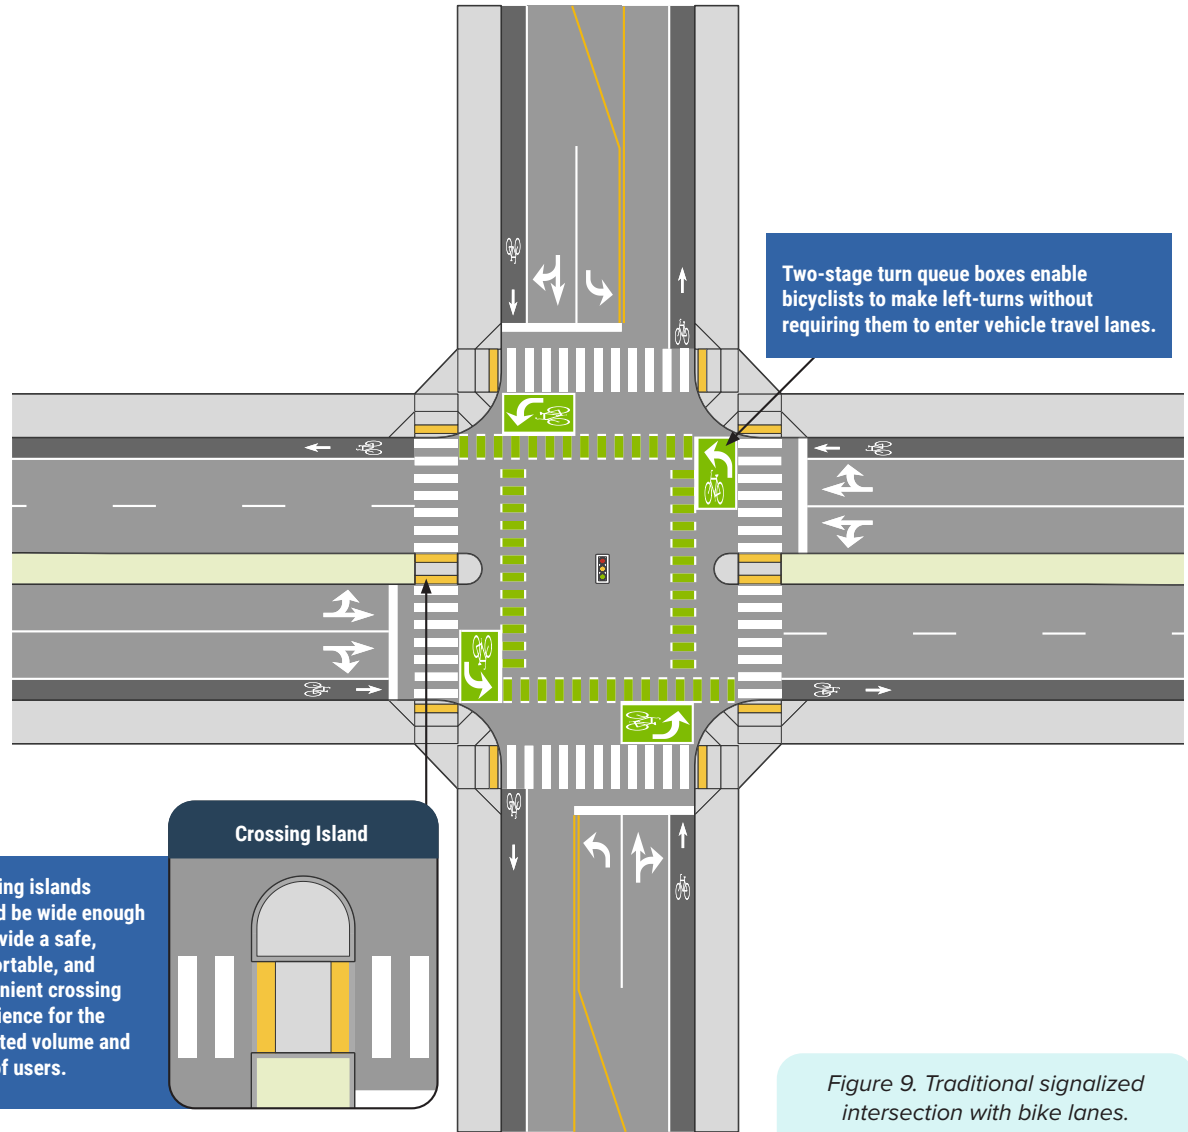 Two-stage turn queue boxes enable
bicyclists to make left-turns without
requiring them to enter vehicle travel lanes.
Crossing Island
ing islands
d be wide enough
vide a safe,
ortable, and
nient crossing
ience for the
ted volume and
of users.
Figure 9. Traditional signalized
intersection with bike lanes.